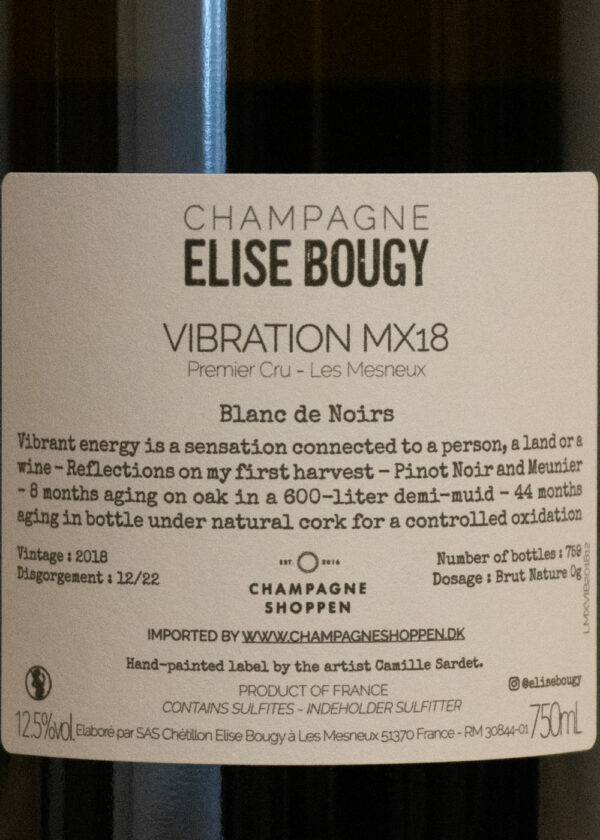 CHAMPAGNE
ELISE BOUGY
VIBRATION MX18
Premier Cru - Les Mesneux
Blanc de Noirs
Vibrant energy is a sensation connected to a person, a land or a
wine - Reflections on my first harvest - Pinot Noir and Meunier
- 8 months aging on oak in a 600-liter demi-muid - 44 months
aging in bottle under natural cork for a controlled oxidation
Vintage : 2018
Disgorgement : 12/22
EST. 2016
CHAMPAGNE
SHOPPEN
Number of bottles : 759
Dosage : Brut Nature 0g
IMPORTED BY WWW.CHAMPAGNESHOPPEN.DK
Hand-painted label by the artist Camille Sardet.
PRODUCT OF FRANCE
@elisebougy
CONTAINS SULFITES - INDEHOLDER SULFITTER
12.5%vol. Elaboré par SAS Chétillon Elise Bougy à Les Mesneux 51370 France - RM 30844-01 750mL